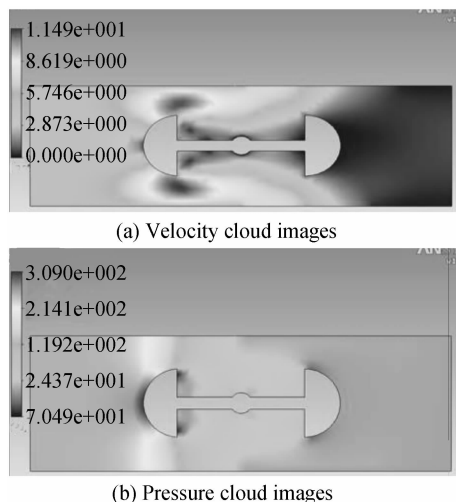 1.149e+001
8.619e+000
5.746e+000
2.873e+000
0.000e+000
(a) Velocity cloud images
3.090e+002
2.141e+002
1.192e+002
2.437e+001
7.049e+001
(b) Pressure cloud images